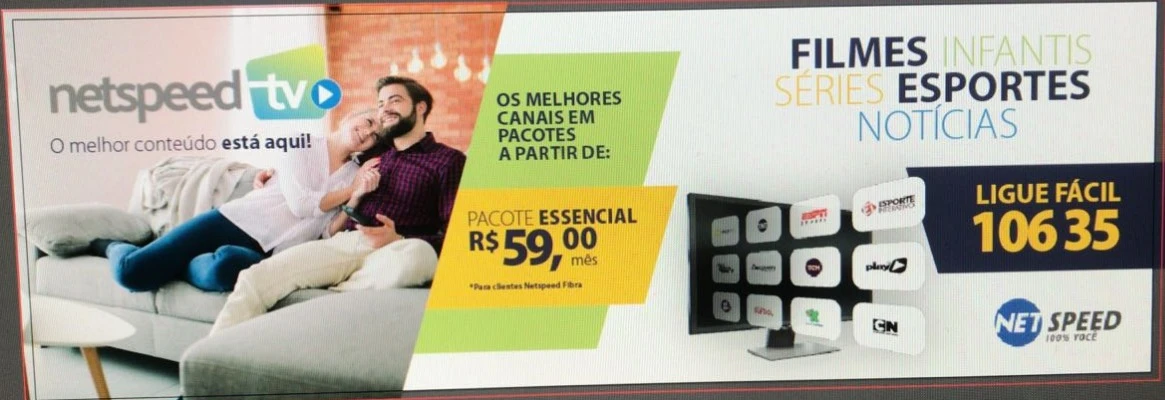 netspeed tv
O melhor conteúdo está aqui!
OS MELHORES
CANAIS EM
PACOTES
A PARTIR DE:
PACOTE ESSENCIAL
R$59,00
mês
*Para clientes Netspeed Fibra
FILMES INFANTIS
SÉRIES ESPORTES
NOTÍCIAS
ESPN
ESPORTE
INTERATIVO
TCM
play
CN
LIGUE FÁCIL
106 35
NET SPEED
100% VOCÊ